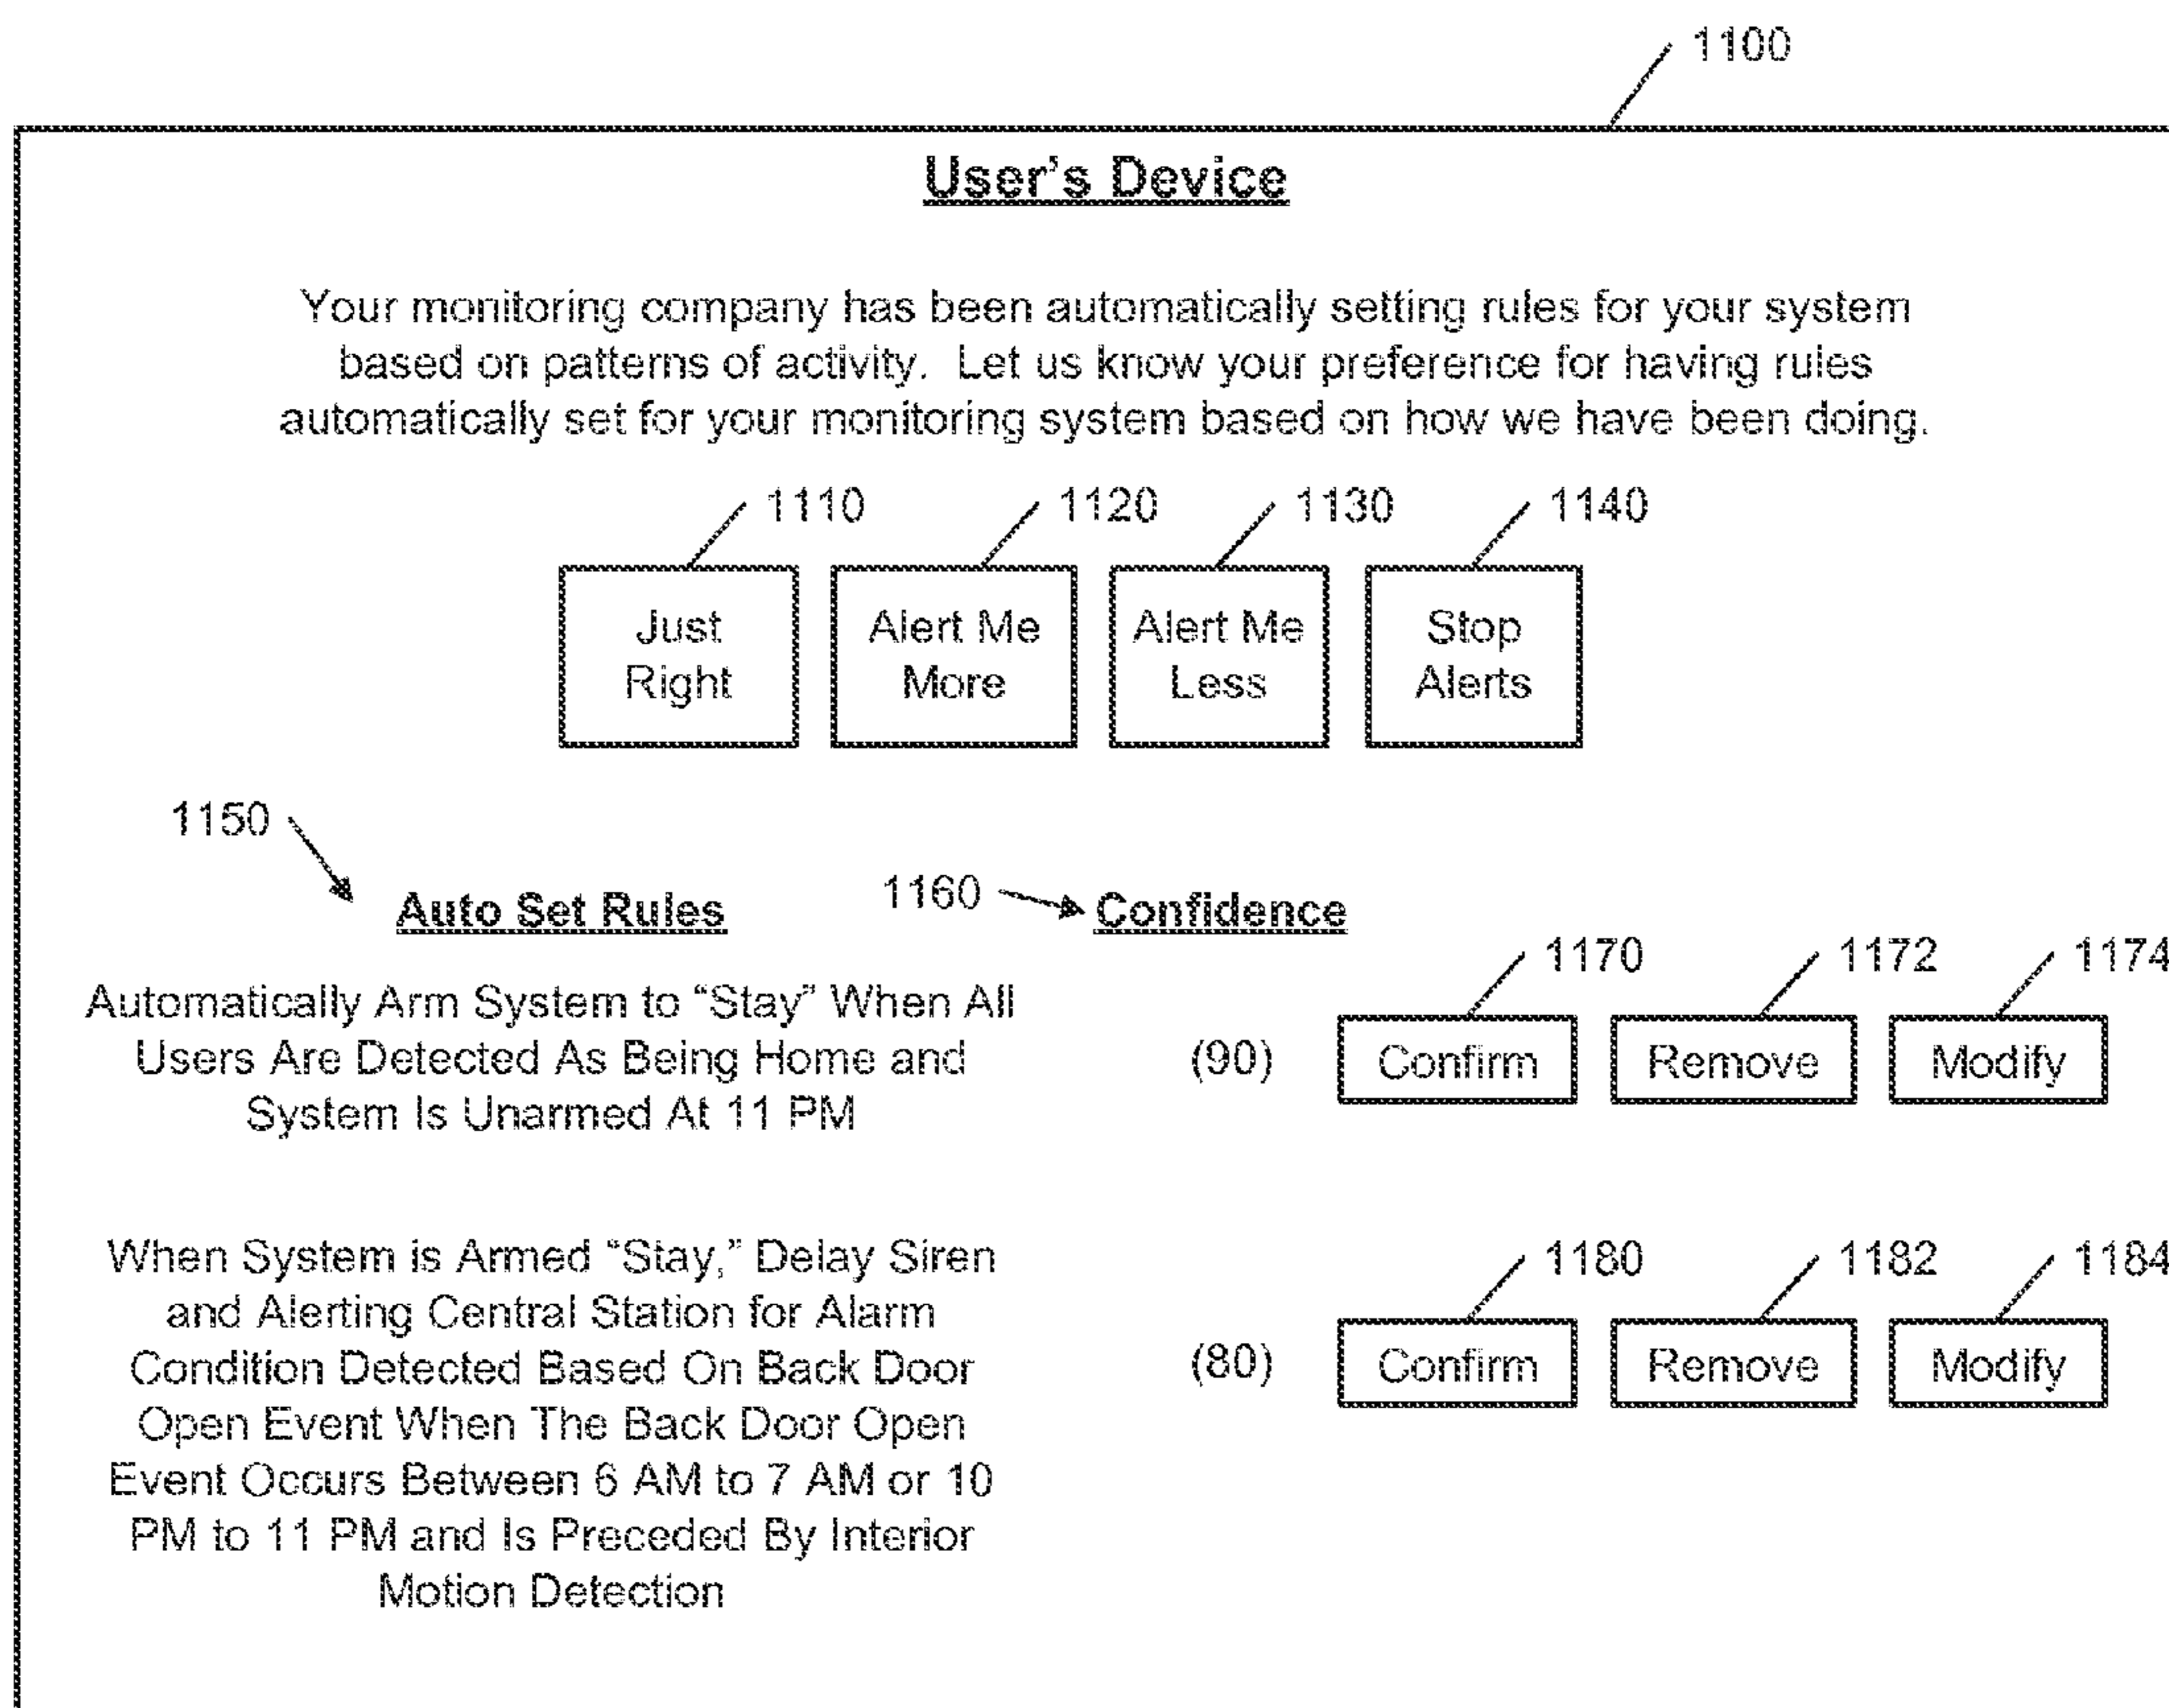 1100
User's Device
Your monitoring company has been automatically setting rules for your system
based on patterns of activity.  Let us know your preference for having rules
automatically set for your monitoring system based on how we have been doing.
1110 1120 1130 1140
Just Right
Alert Me More
Alert Me Less
Stop Alerts
1150
Auto Set Rules
1160
Confidence
1170 1172 1174
Automatically Arm System to “Stay” When All
Users Are Detected As Being Home and
System Is Unarmed At 11 PM
(90) Confirm Remove Modify
1180 1182 1184
When System is Armed “Stay,” Delay Siren
and Alerting Central Station for Alarm
Condition Detected Based On Back Door
Open Event When The Back Door Open
Event Occurs Between 6 AM to 7 AM or 10
PM to 11 PM and Is Preceded By Interior
Motion Detection
(80) Confirm Remove Modify